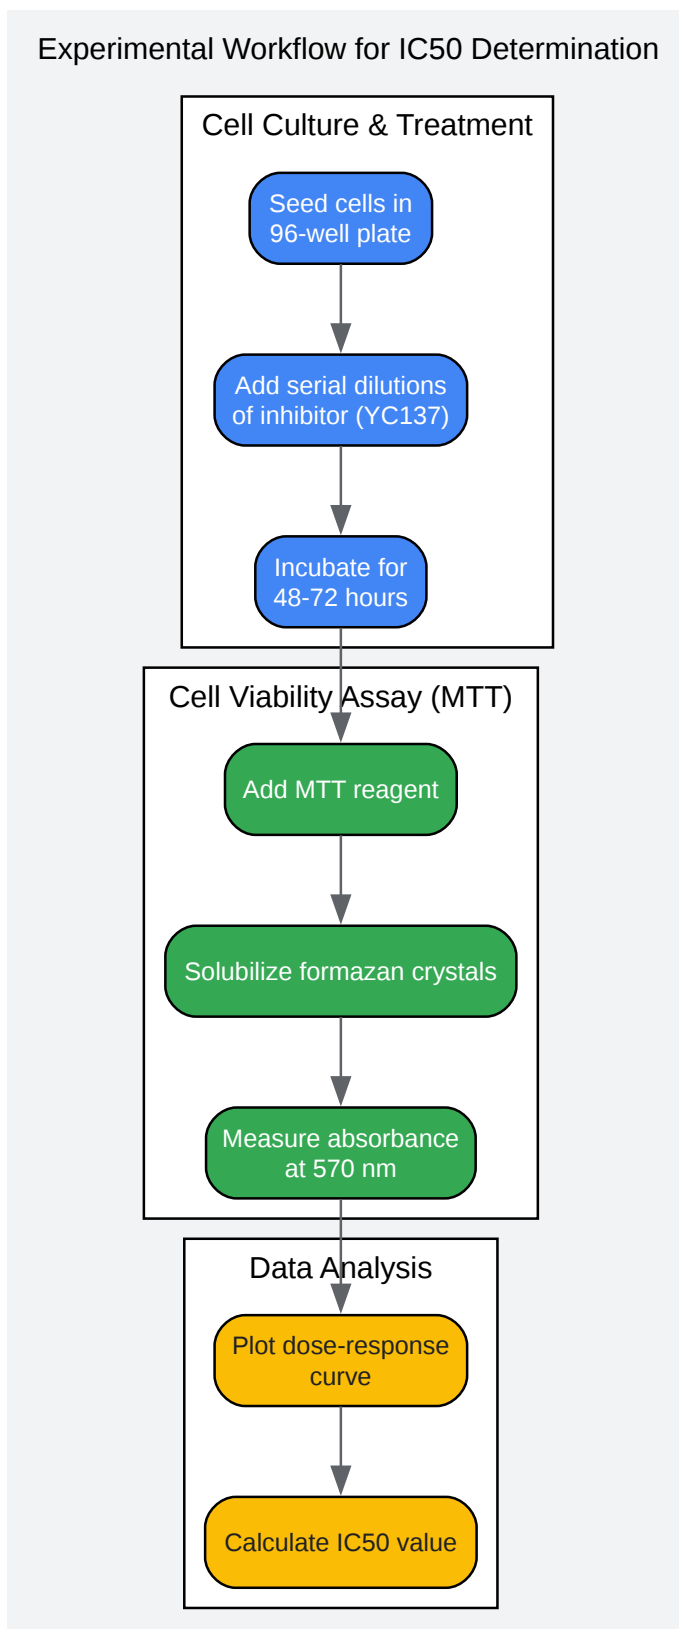 Experimental Workflow for IC50 Determination
Cell Culture & Treatment
Seed cells in
96-well plate
Add serial dilutions
of inhibitor (YC137)
Incubate for
48-72 hours
Cell Viability Assay (MTT)
Add MTT reagent
Solubilize formazan crystals
Measure absorbance
at 570 nm
Data Analysis
Plot dose-response
curve
Calculate IC50 value